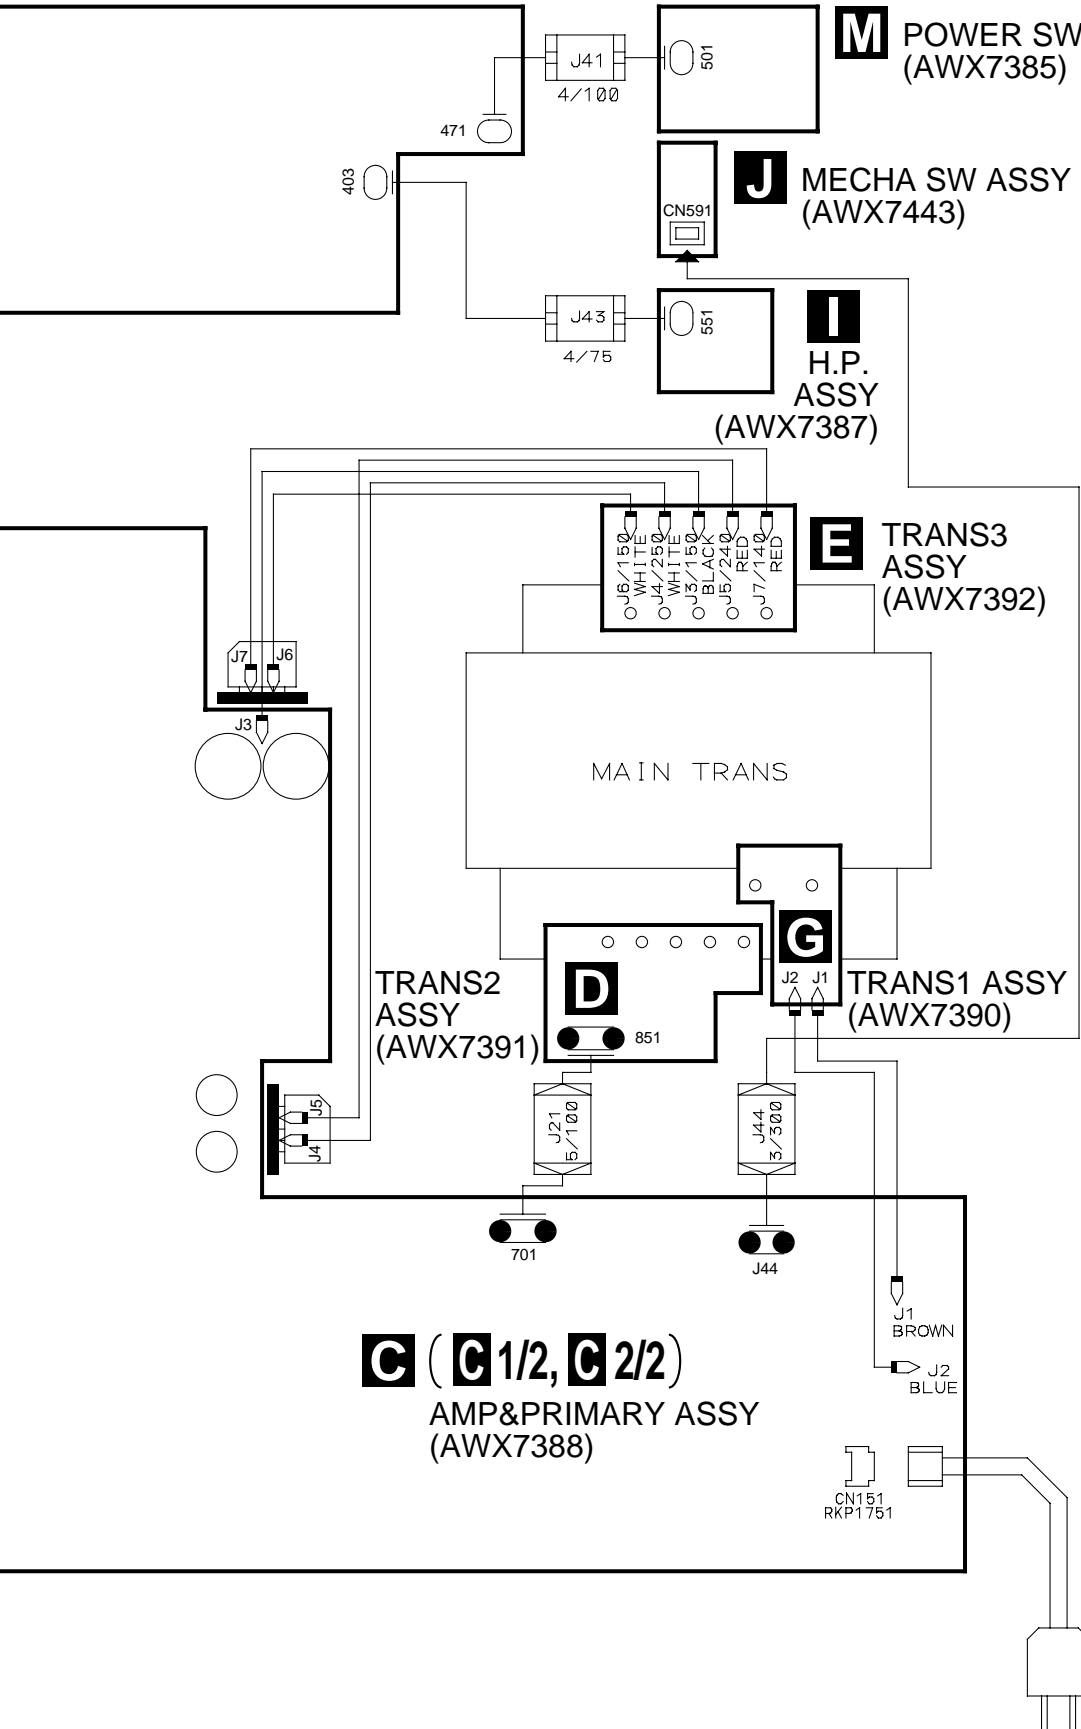 M POWER SW
(AWX7385)
J41
4/100
501
471
403
J MECHA SW ASSY
(AWX7443)
CN591
I
H.P.
ASSY
(AWX7387)
J43
4/75
551
E TRANS3
ASSY
(AWX7392)
J6/150
WHITE
J4/250
WHITE
J3/150
BLACK
J5/240
RED
J7/140
RED
J7
J6
J3
MAIN TRANS
G
J2
J1
TRANS1 ASSY
(AWX7390)
TRANS2
ASSY
(AWX7391)
D
851
J5
J4
J21
5/100
J44
3/300
701
J44
J1
BROWN
J2
BLUE
C ( C 1/2, C 2/2 )
AMP&PRIMARY ASSY
(AWX7388)
CN151
RKP1751